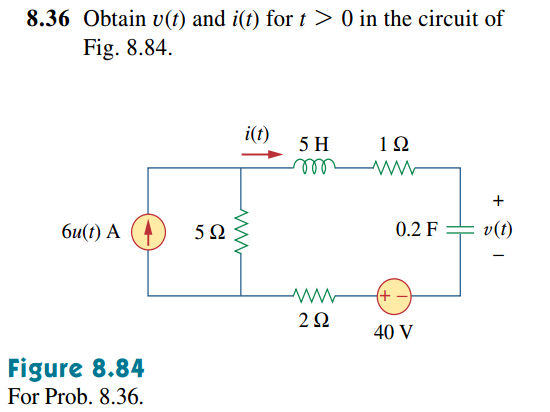 8.36 Obtain v(t) and i(t) for t > 0 in the circuit of
Fig. 8.84.
i(t)
5 H
1 Ω
6u(t) A
5 Ω
0.2 F
+
v(t)
−
2 Ω
+ −
40 V
Figure 8.84
For Prob. 8.36.